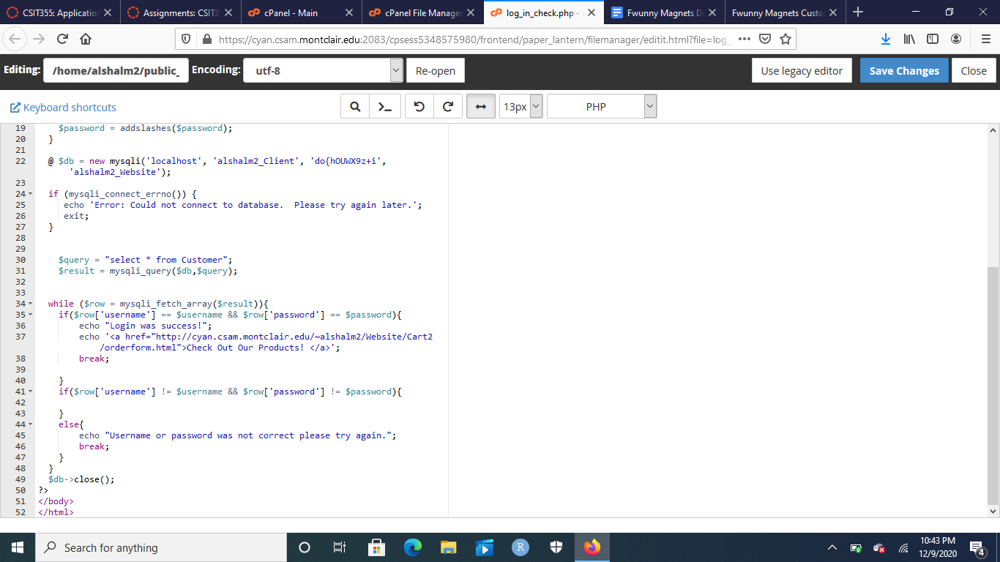 CSIT355: Application
Assignments: CSIT3
cPanel - Main
cPanel File Manager
log_in_check.php -
Fwunny Magnets D
Fwunny Magnets Custo
https://cyan.csam.montclair.edu:2083/cpsess5348575980/frontend/paper_lantern/filemanager/editit.html?file=log_
Editing: /home/alshalm2/public_ Encoding: utf-8 Re-open Use legacy editor Save Changes Close
Keyboard shortcuts 13px PHP
19 $password = addslashes($password);
20 }
21
22 @ $db = new mysqli('localhost', 'alshalm2_Client', 'do{hOUWX9z+i',
'alshalm2_Website');
23
24 if (mysqli_connect_errno()) {
25 echo 'Error: Could not connect to database.  Please try again later.';
26 exit;
27 }
28
29
30 $query = "select * from Customer";
31 $result = mysqli_query($db,$query);
32
33
34 while ($row = mysqli_fetch_array($result)){
35 if($row['username'] == $username && $row['password'] == $password){
36 echo "Login was success!";
37 echo '<a href="http://cyan.csam.montclair.edu/~alshalm2/Website/Cart2
/orderform.html">Check Out Our Products! </a>';
38 break;
39
40 }
41 if($row['username'] != $username && $row['password'] != $password){
42
43 }
44 else{
45 echo "Username or password was not correct please try again.";
46 break;
47 }
48 }
49 $db->close();
50 ?>
51 </body>
52 </html>
Search for anything
R
10:43 PM
12/9/2020
4